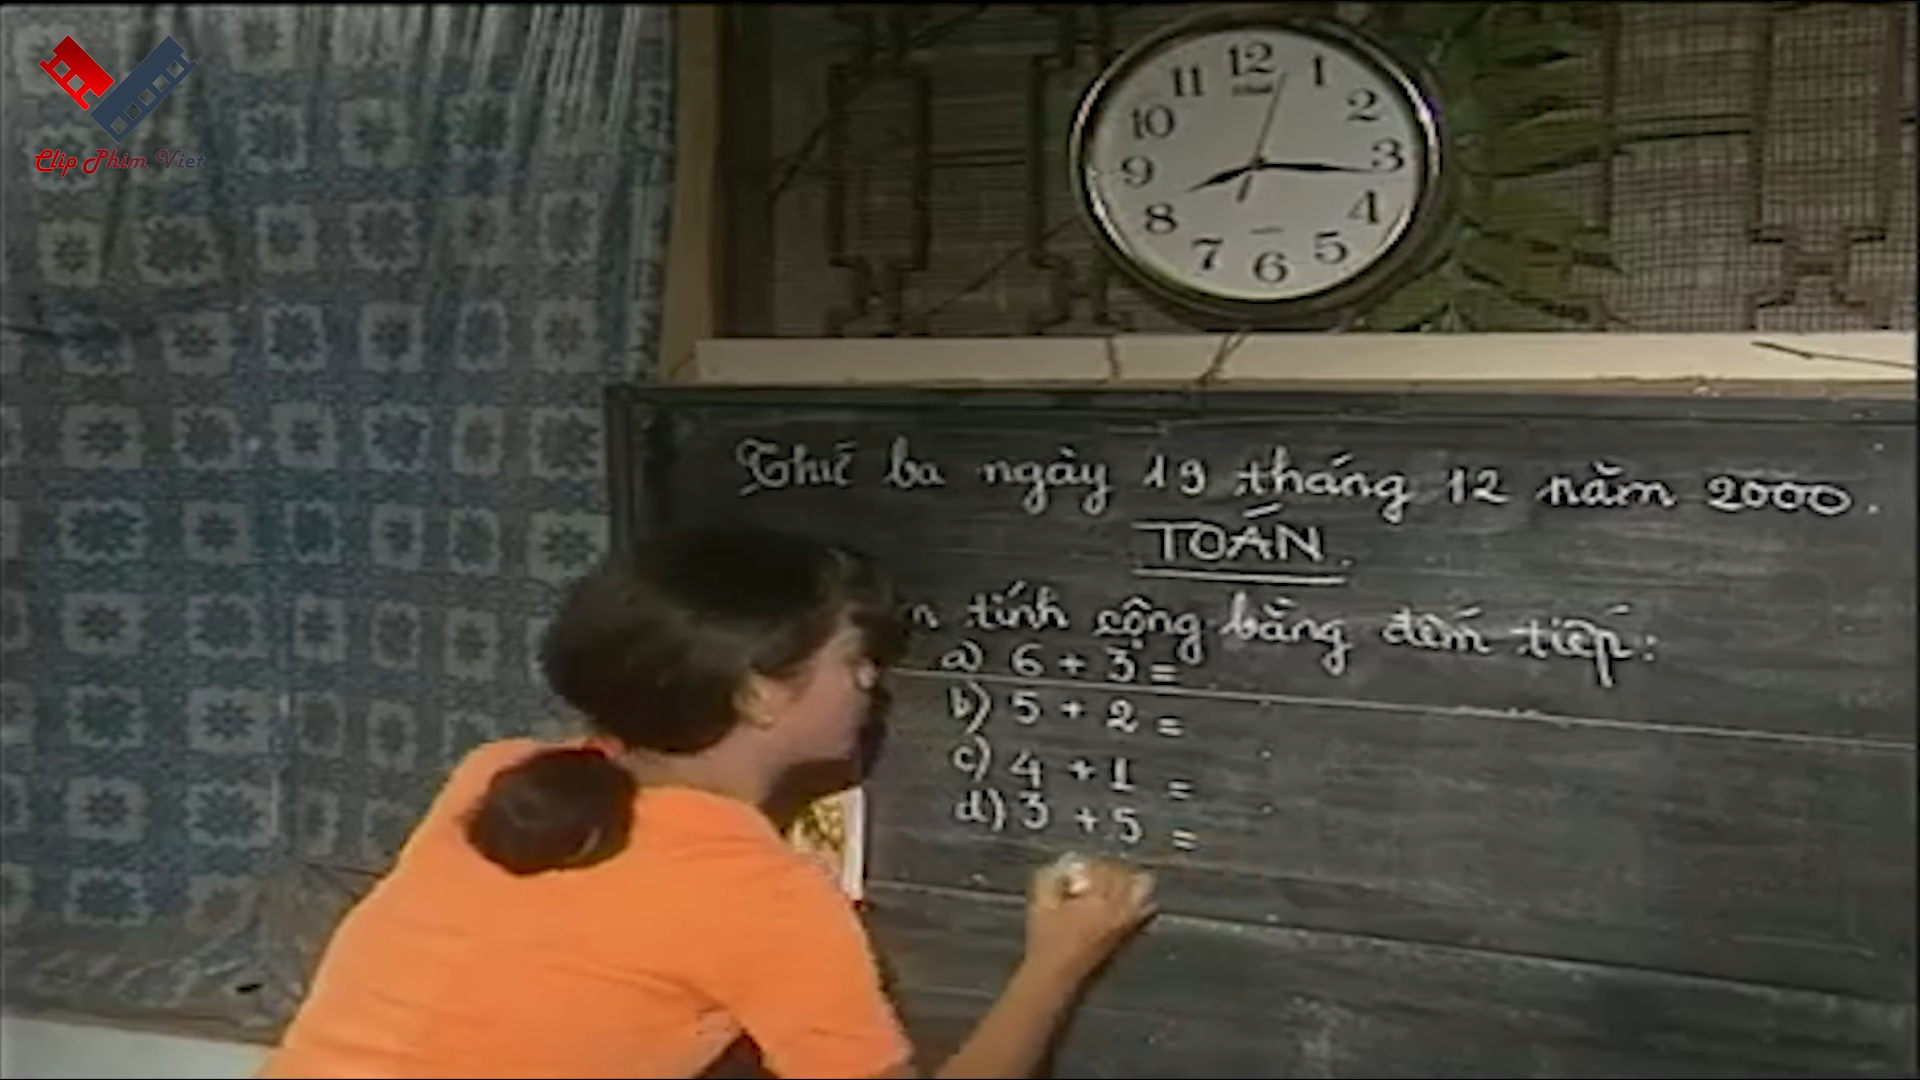 Clip Phim Viet
12
11 1
10 2
9 3
8 4
7 5
6
Thứ ba ngày 19 tháng 12 năm 2000.
TOÁN.
tính cộng bằng đếm tiếp:
a) 6 + 3 =
b) 5 + 2 =
c) 4 + 1 =
d) 3 + 5 =